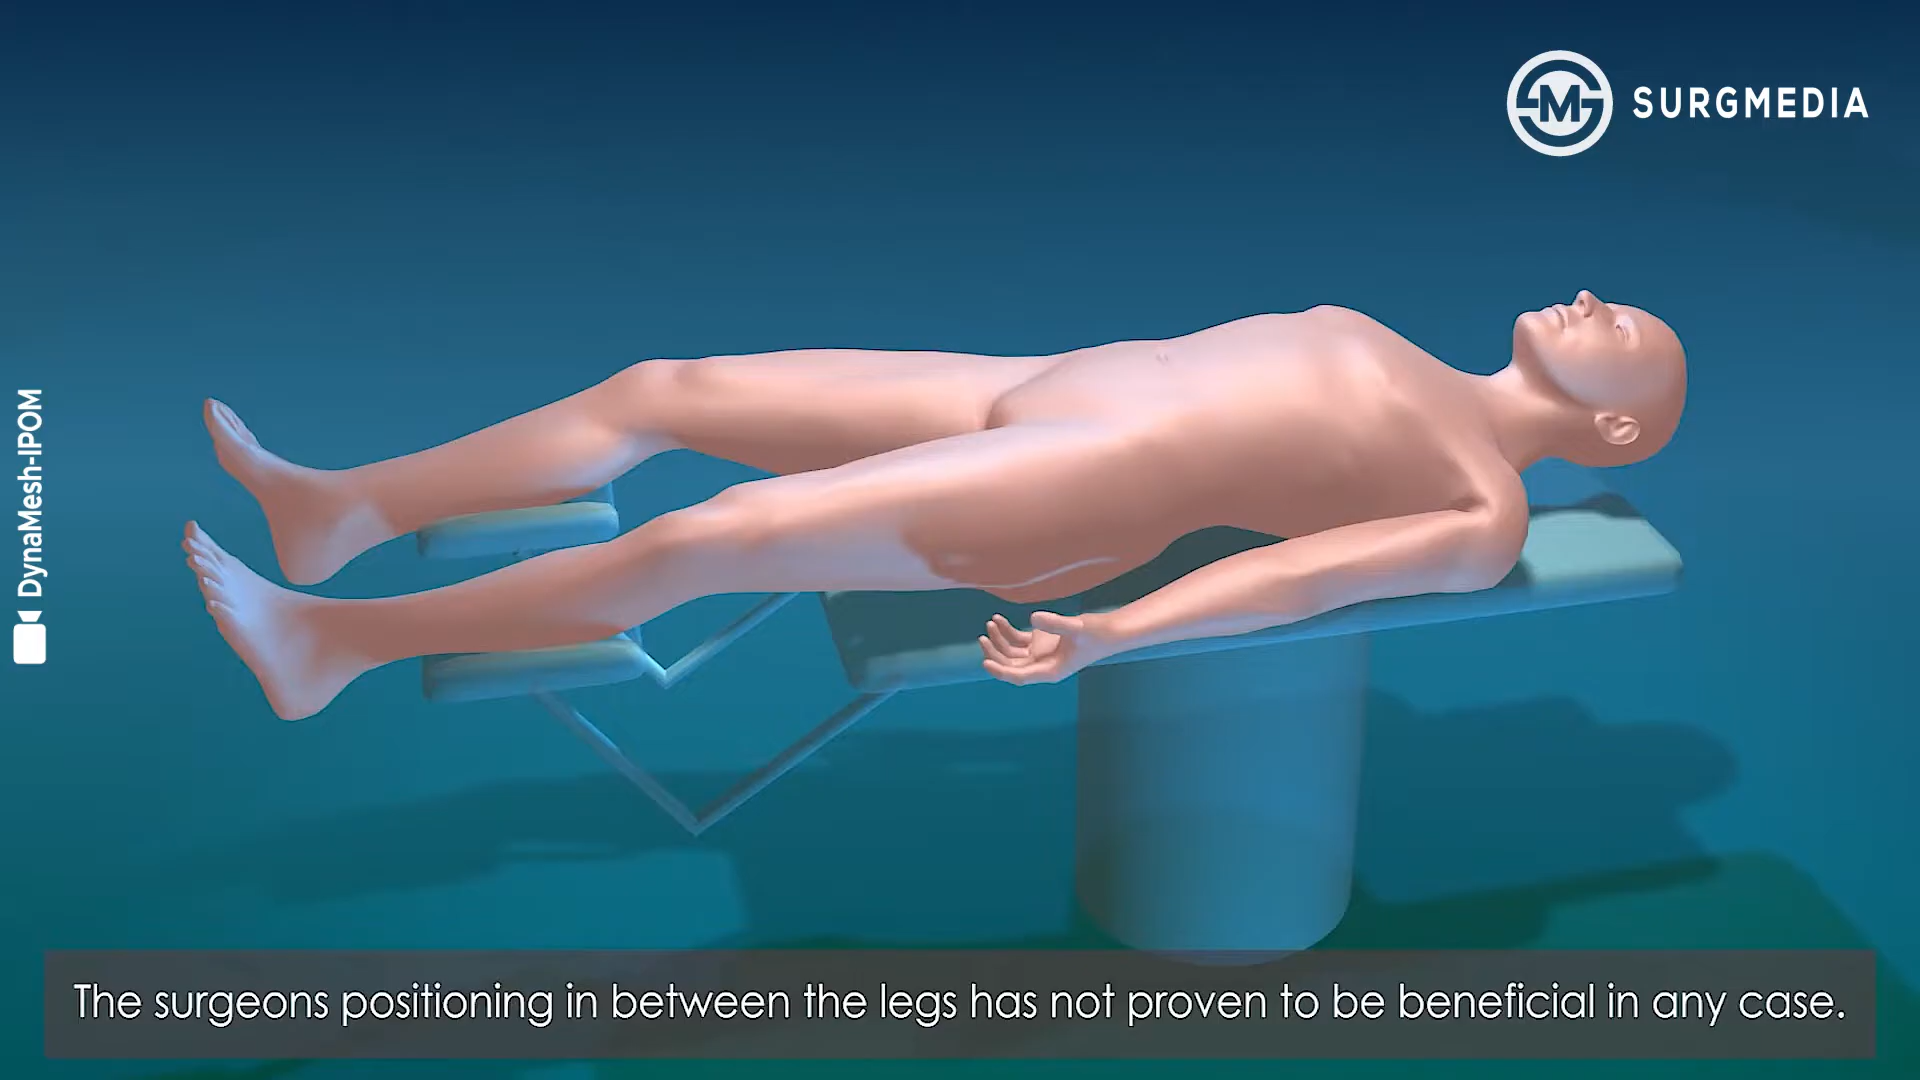 SURGMEDIA
DynaMesh-IPOM
The surgeons positioning in between the legs has not proven to be beneficial in any case.